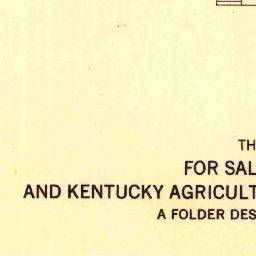 TH
FOR SAL
AND KENTUCKY AGRICULT
A FOLDER DES